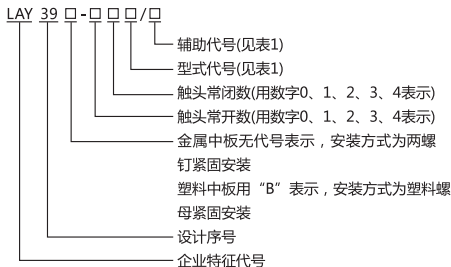 LAY 39 □-□□□/□
辅助代号(见表1)
型式代号(见表1)
触头常闭数(用数字0、1、2、3、4表示)
触头常开数(用数字0、1、2、3、4表示)
金属中板无代号表示，安装方式为两螺
钉紧固安装
塑料中板用“B”表示，安装方式为塑料螺
母紧固安装
设计序号
企业特征代号